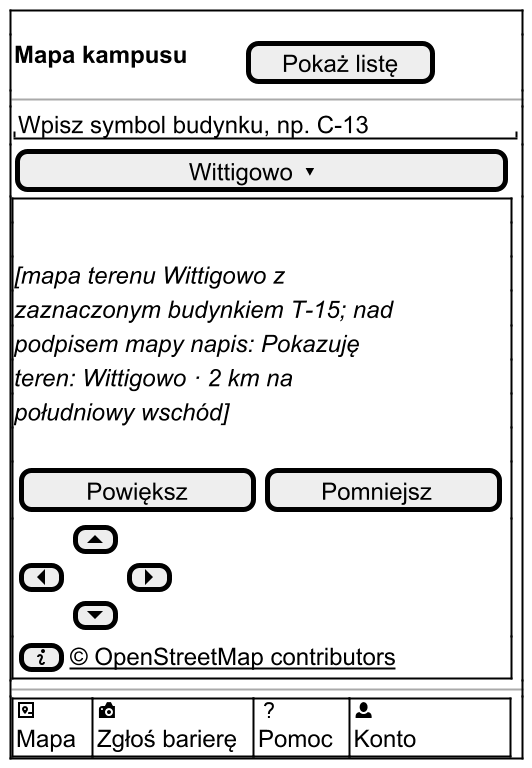 Mapa kampusu
Pokaż listę
Wpisz symbol budynku, np. C-13
Wittigowo ▾
[mapa terenu Wittigowo z
zaznaczonym budynkiem T-15; nad
podpisem mapy napis: Pokazuję
teren: Wittigowo · 2 km na
południowy wschód]
Powiększ
Pomniejsz
i © OpenStreetMap contributors
?
Mapa
Zgłoś barierę
Pomoc
Konto